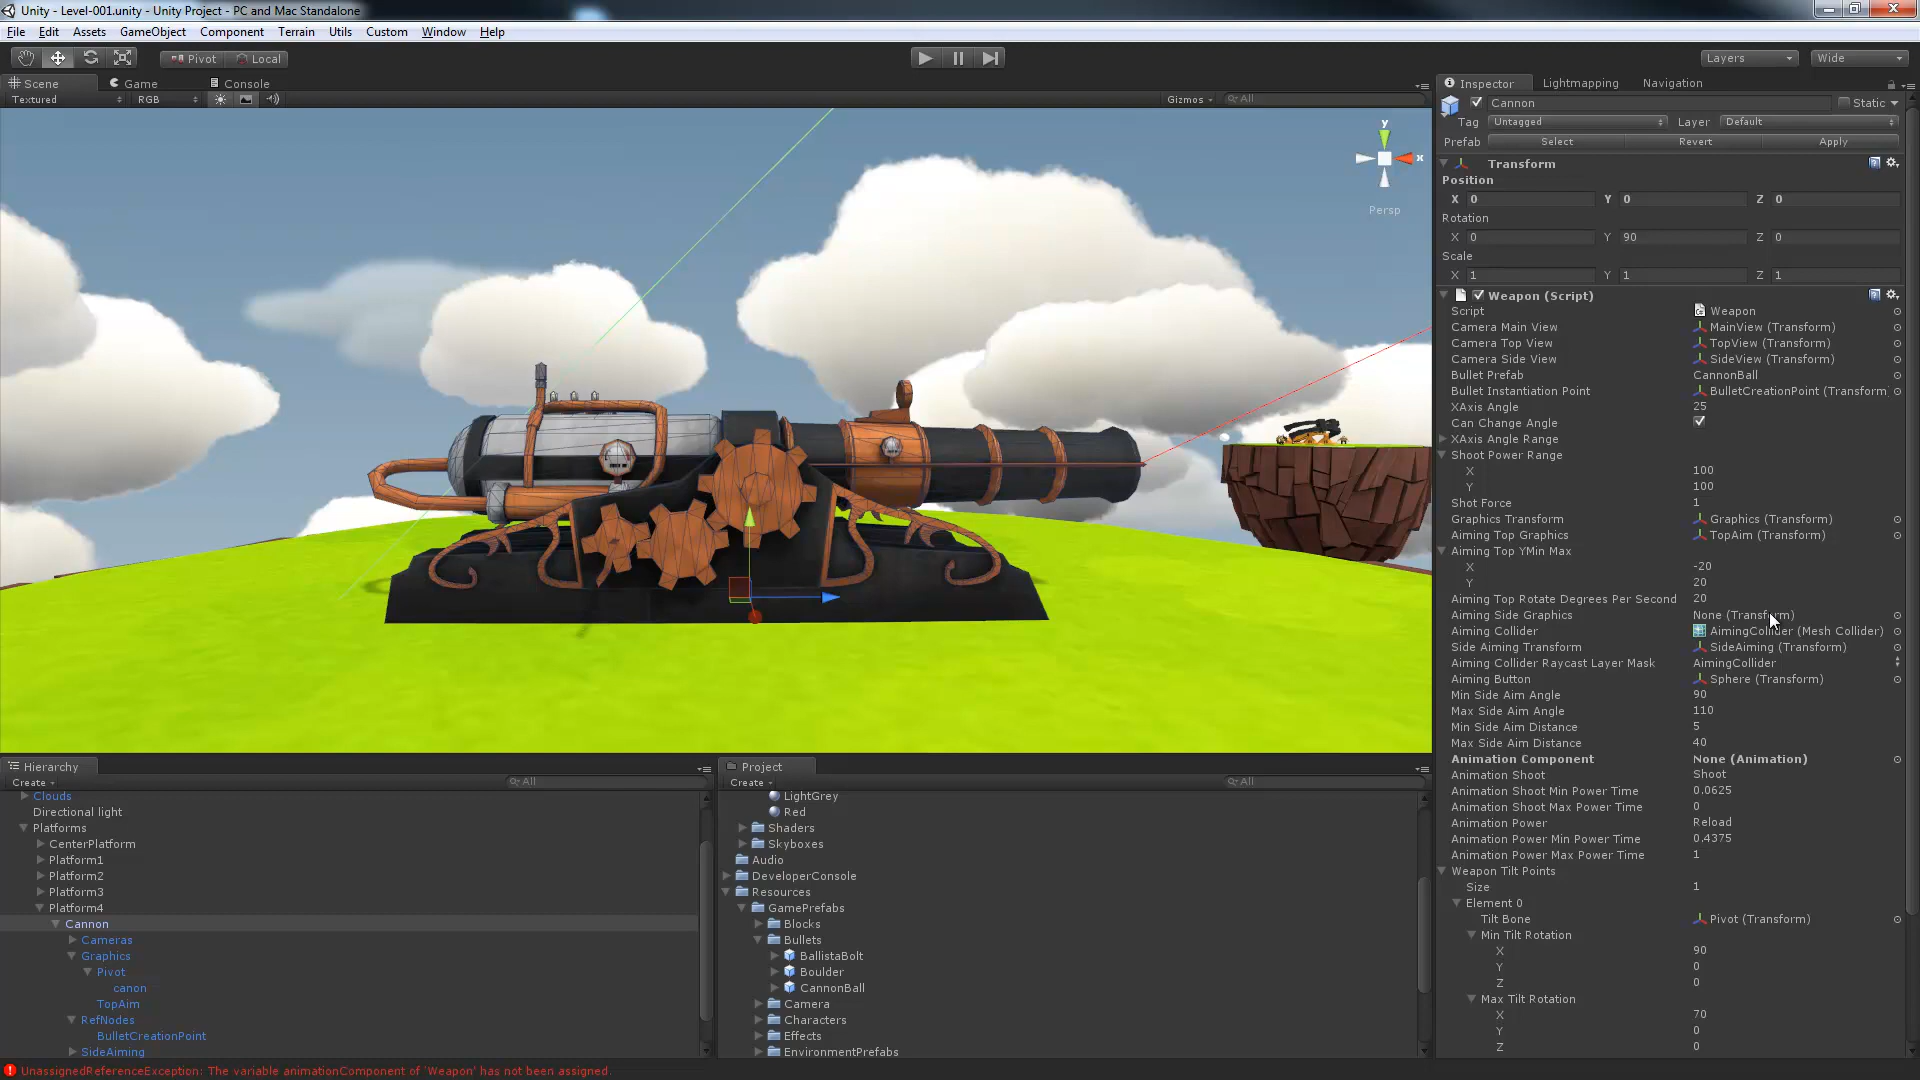 Unity - Level-001.unity - Unity Project - PC and Mac Standalone
File Edit Assets GameObject Component Terrain Utils Custom Window Help
Pivot Local Layers Wide
Scene Game Console
Textured RGB Gizmos All
y
x
Persp
Inspector Lightmapping Navigation
Cannon Static
Tag Untagged Layer Default
Prefab Select Revert Apply
Transform
Position
X 0 Y 0 Z 0
Rotation
X 0 Y 90 Z 0
Scale
X 1 Y 1 Z 1
Weapon (Script)
Script Weapon
Camera Main View MainView (Transform)
Camera Top View TopView (Transform)
Camera Side View SideView (Transform)
Bullet Prefab CannonBall
Bullet Instantiation Point BulletCreationPoint (Transform
XAxis Angle 25
Can Change Angle
XAxis Angle Range
Shoot Power Range
X 100
Y 100
Shot Force 1
Graphics Transform Graphics (Transform)
Aiming Top Graphics TopAim (Transform)
Aiming Top YMin Max
X -20
Y 20
Aiming Top Rotate Degrees Per Second 20
Aiming Side Graphics None (Transform)
Aiming Collider AimingCollider (Mesh Collider)
Side Aiming Transform SideAiming (Transform)
Aiming Collider Raycast Layer Mask AimingCollider
Aiming Button Sphere (Transform)
Min Side Aim Angle 90
Max Side Aim Angle 110
Min Side Aim Distance 5
Max Side Aim Distance 40
Animation Component None (Animation)
Animation Shoot Shoot
Animation Shoot Min Power Time 0.0625
Animation Shoot Max Power Time 0
Animation Power Reload
Animation Power Min Power Time 0.4375
Animation Power Max Power Time 1
Weapon Tilt Points
Size 1
Element 0
Tilt Bone Pivot (Transform)
Min Tilt Rotation
X 90
Y 0
Z 0
Max Tilt Rotation
X 70
Y 0
Z 0
Hierarchy
Create All
Clouds
Directional light
Platforms
CenterPlatform
Platform1
Platform2
Platform3
Platform4
Cannon
Cameras
Graphics
Pivot
canon
TopAim
RefNodes
BulletCreationPoint
SideAiming
Project
Create All
LightGrey
Red
Shaders
Skyboxes
Audio
DeveloperConsole
Resources
GamePrefabs
Blocks
Bullets
BallistaBolt
Boulder
CannonBall
Camera
Characters
Effects
EnvironmentPrefabs
UnassignedReferenceException: The variable animationComponent of 'Weapon' has not been assigned.